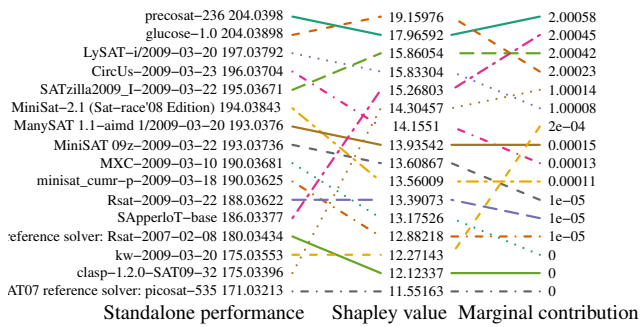 precosat-236 204.0398 19.15976 2.00058
glucose-1.0 204.03898 17.96592 2.00045
LySAT-i/2009-03-20 197.03792 15.86054 2.00042
CircUs-2009-03-23 196.03704 15.83304 2.00023
SATzilla2009_I-2009-03-22 195.03671 15.26803 1.00014
MiniSat-2.1 (Sat-race'08 Edition) 194.03843 14.30457 1.00008
ManySAT 1.1-aimd 1/2009-03-20 193.0376 14.1551 2e-04
MiniSAT 09z-2009-03-22 193.03736 13.93542 0.00015
MXC-2009-03-10 190.03681 13.60867 0.00013
minisat_cumr-p-2009-03-18 190.03625 13.56009 0.00011
Rsat-2009-03-22 188.03622 13.39073 1e-05
SApperloT-base 186.03377 13.17526 1e-05
reference solver: Rsat-2007-02-08 180.03434 12.88218 1e-05
kw-2009-03-20 175.03553 12.27143 0
clasp-1.2.0-SAT09-32 175.03396 12.12337 0
AT07 reference solver: picosat-535 171.03213 11.55163 0
Standalone performance Shapley value Marginal contribution